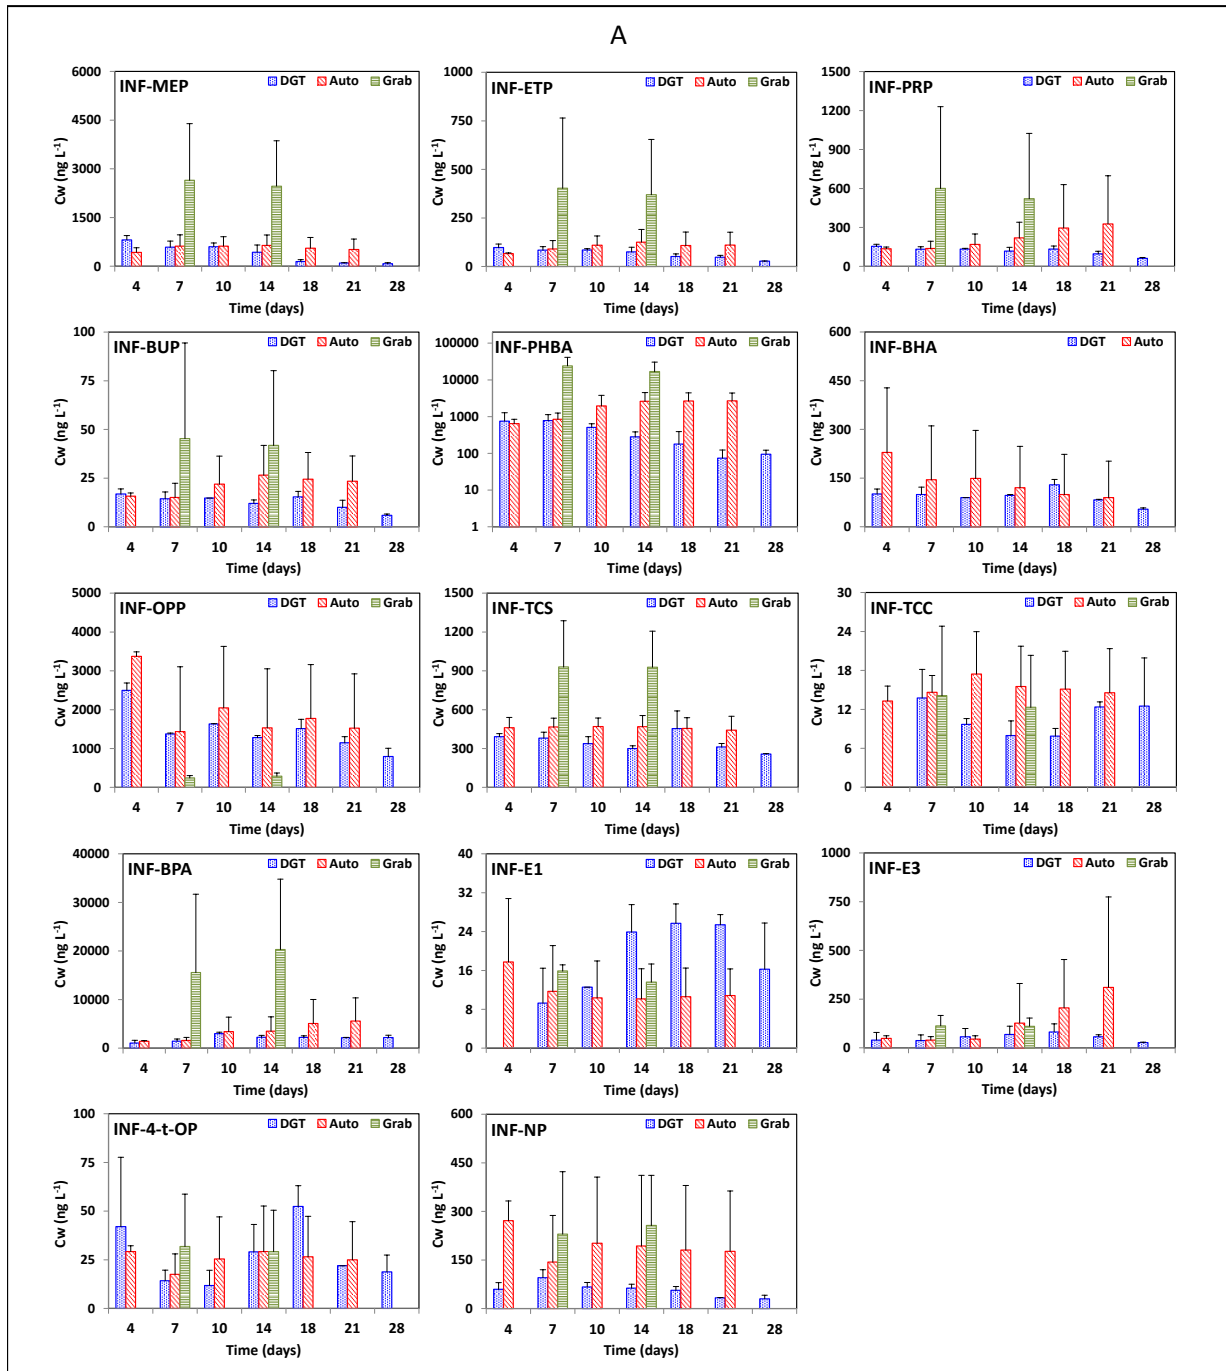 A
INF-MEP
DGT Auto Grab
6000
4500
3000
1500
0
Cw (ng L-1)
4 7 10 14 18 21 28
Time (days)
INF-ETP
DGT Auto Grab
1000
750
500
250
0
Cw (ng L-1)
4 7 10 14 18 21 28
Time (days)
INF-PRP
DGT Auto Grab
1500
1200
900
600
300
0
Cw (ng L-1)
4 7 10 14 18 21 28
Time (days)
INF-BUP
DGT Auto Grab
100
75
50
25
0
Cw (ng L-1)
4 7 10 14 18 21 28
Time (days)
INF-PHBA
DGT Auto Grab
100000
10000
1000
100
10
1
Cw (ng L-1)
4 7 10 14 18 21 28
Time (days)
INF-BHA
DGT Auto
600
450
300
150
0
Cw (ng L-1)
4 7 10 14 18 21 28
Time (days)
INF-OPP
DGT Auto Grab
5000
4000
3000
2000
1000
0
Cw (ng L-1)
4 7 10 14 18 21 28
Time (days)
INF-TCS
DGT Auto Grab
1500
1200
900
600
300
0
Cw (ng L-1)
4 7 10 14 18 21 28
Time (days)
INF-TCC
DGT Auto Grab
30
24
18
12
6
0
Cw (ng L-1)
4 7 10 14 18 21 28
Time (days)
INF-BPA
DGT Auto Grab
40000
30000
20000
10000
0
Cw (ng L-1)
4 7 10 14 18 21 28
Time (days)
INF-E1
DGT Auto Grab
40
32
24
16
8
0
Cw (ng L-1)
4 7 10 14 18 21 28
Time (days)
INF-E3
DGT Auto Grab
1000
750
500
250
0
Cw (ng L-1)
4 7 10 14 18 21 28
Time (days)
INF-4-t-OP
DGT Auto Grab
100
75
50
25
0
Cw (ng L-1)
4 7 10 14 18 21 28
Time (days)
INF-NP
DGT Auto Grab
600
450
300
150
0
Cw (ng L-1)
4 7 10 14 18 21 28
Time (days)